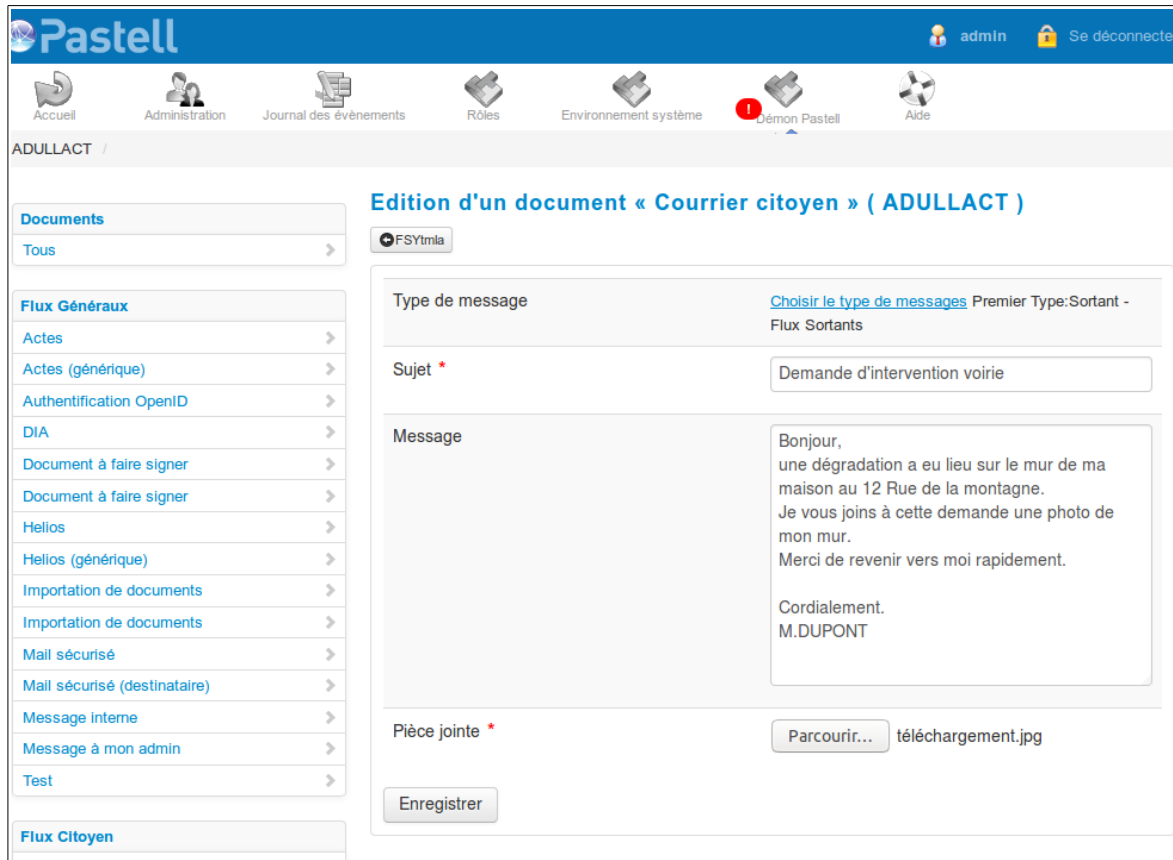 Pastell
admin
Se déconnecte
Accueil
Administration
Journal des évènements
Rôles
Environnement système
!
Démon Pastell
Aide
ADULLACT /
Documents
Tous
Flux Généraux
Actes
Actes (générique)
Authentification OpenID
DIA
Document à faire signer
Document à faire signer
Helios
Helios (générique)
Importation de documents
Importation de documents
Mail sécurisé
Mail sécurisé (destinataire)
Message interne
Message à mon admin
Test
Flux Citoyen
Edition d'un document « Courrier citoyen » ( ADULLACT )
FSYtmla
Type de message
Choisir le type de messages Premier Type:Sortant -
Flux Sortants
Sujet *
Demande d'intervention voirie
Message
Bonjour,
une dégradation a eu lieu sur le mur de ma
maison au 12 Rue de la montagne.
Je vous joins à cette demande une photo de
mon mur.
Merci de revenir vers moi rapidement.
Cordialement.
M.DUPONT
Pièce jointe *
Parcourir... téléchargement.jpg
Enregistrer